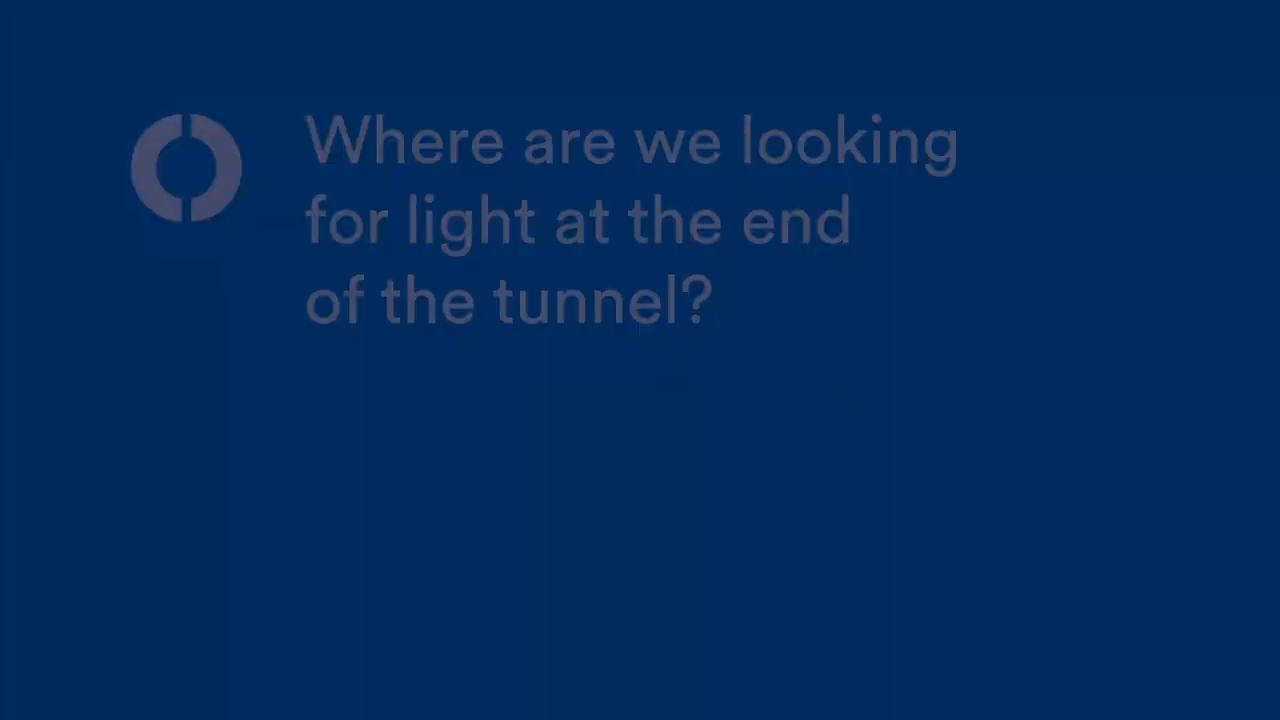 Where are we looking
for light at the end
of the tunnel?